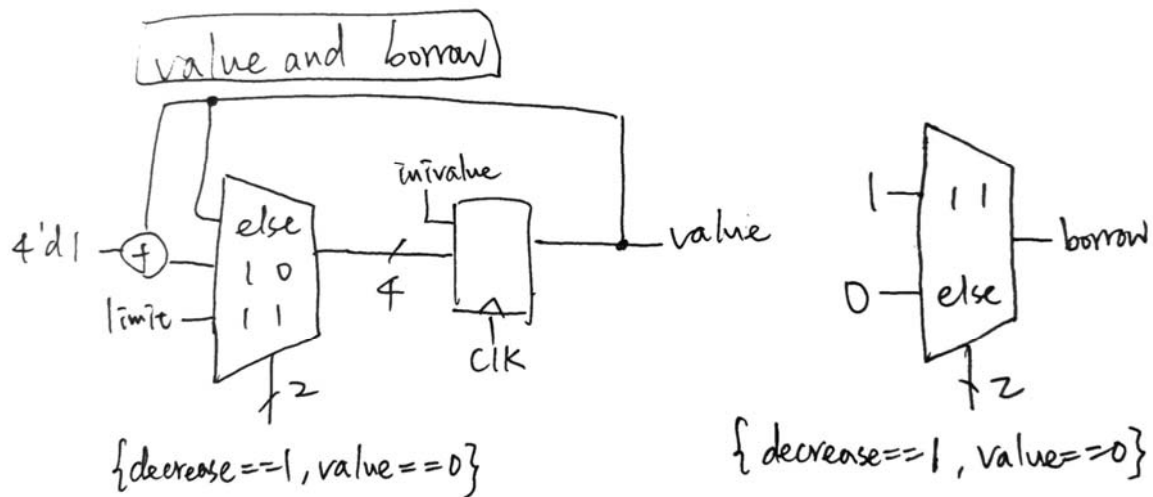 value and borrow
inivalue
4'd1
+
else
1 0
limit
1 1
4
clk
value
2
{decrease==1, value==0}
1
1 1
0
else
borrow
2
{decrease==1, value==0}